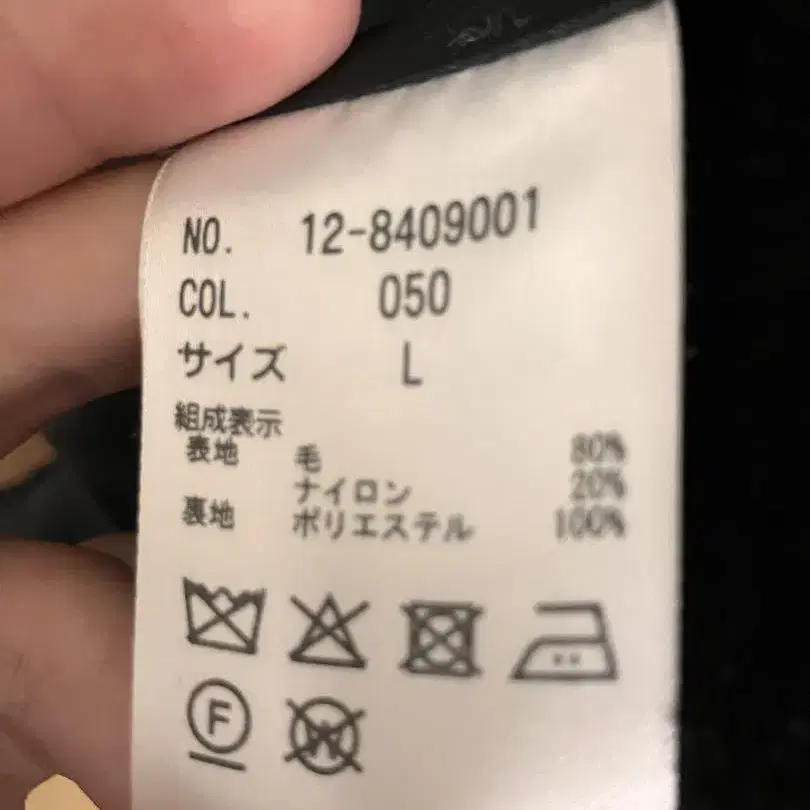 NO. 12-8409001
COL. 050
サイズ L
組成表示
表地 毛 80%
ナイロン 20%
裏地 ポリエステル 100%
F
W